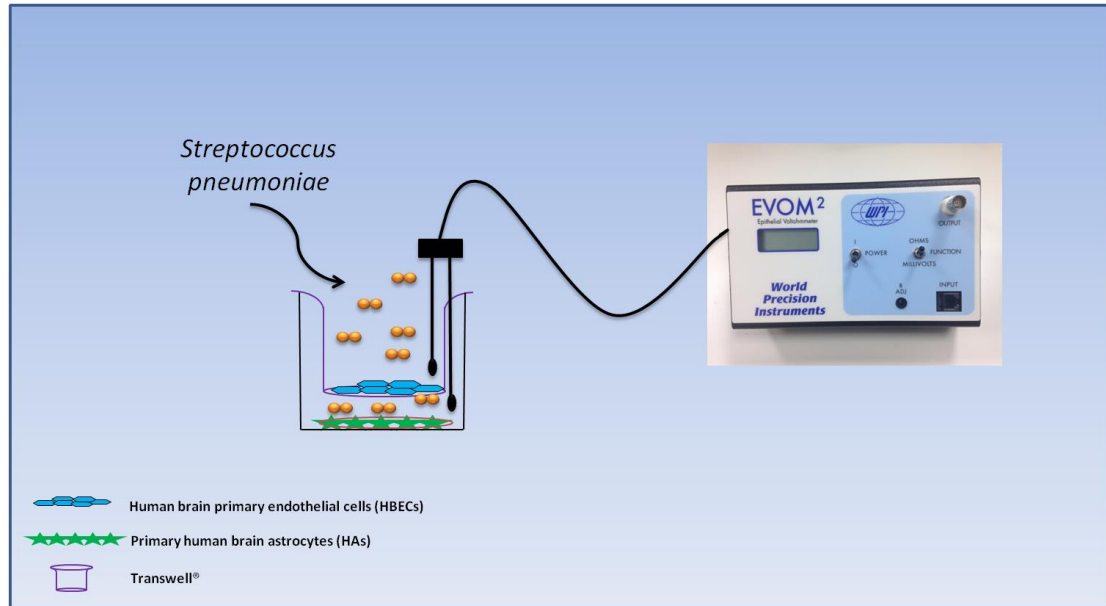 Streptococcus
pneumoniae
EVOM²
Epithelial Voltohmmeter
WPI
OUTPUT
I
POWER
O
OHMS
FUNCTION
MILLIVOLTS
R
ADJ
INPUT
World
Precision
Instruments
Human brain primary endothelial cells (HBECs)
Primary human brain astrocytes (HAs)
Transwell®